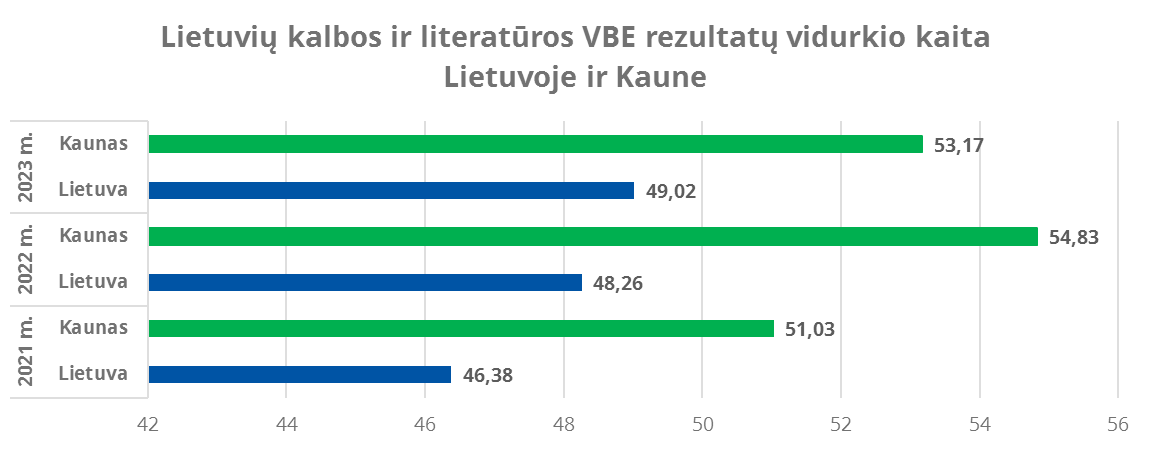 Lietuvių kalbos ir literatūros VBE rezultatų vidurkio kaita
Lietuvoje ir Kaune
2023 m.
Kaunas 53,17
Lietuva 49,02
2022 m.
Kaunas 54,83
Lietuva 48,26
2021 m.
Kaunas 51,03
Lietuva 46,38
42 44 46 48 50 52 54 56